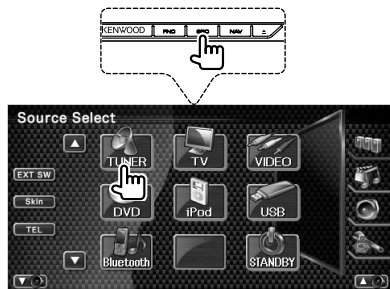 KENWOOD FNC SRC NAV
Source Select
TUNER TV VIDEO
EXT SW
Skin
DVD iPod USB
TEL
Bluetooth STANDBY